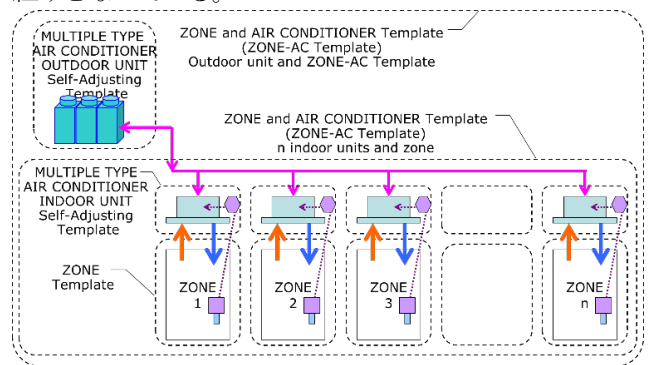 MULTIPLE TYPE
AIR CONDITIONER
OUTDOOR UNIT
Self-Adjusting
Template
ZONE and AIR CONDITIONER Template
(ZONE-AC Template)
Outdoor unit and ZONE-AC Template
ZONE and AIR CONDITIONER Template
(ZONE-AC Template)
n indoor units and zone
MULTIPLE TYPE
AIR CONDITIONER
INDOOR UNIT
Self-Adjusting
Template
ZONE
Template
ZONE
1
ZONE
2
ZONE
3
ZONE
n